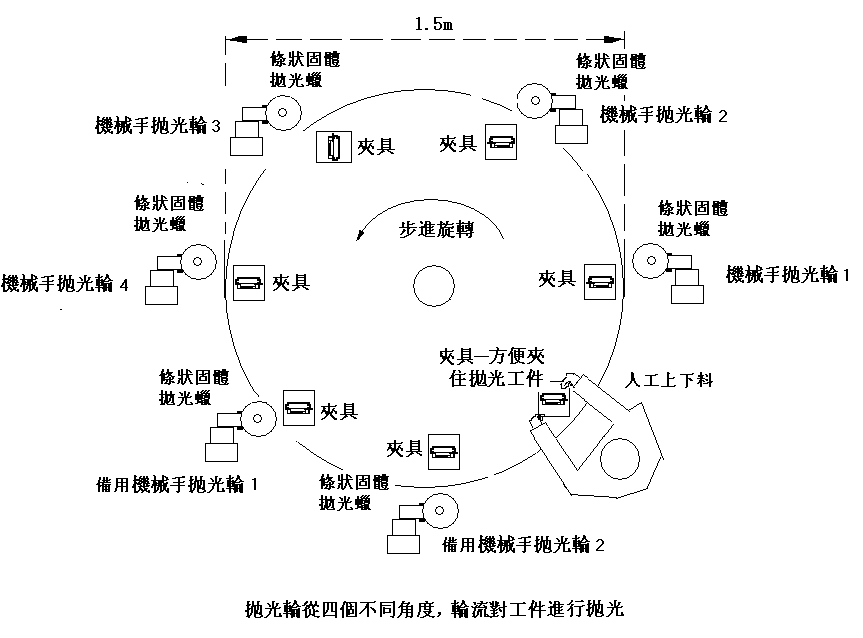 1.5m
條狀固體
拋光蠟
條狀固體
拋光蠟
機械手拋光輪3
機械手拋光輪2
夾具
夾具
條狀固體
拋光蠟
條狀固體
拋光蠟
步進旋轉
機械手拋光輪4
夾具
夾具
機械手拋光輪1
夾具—方便夾
住拋光工件
人工上下料
條狀固體
拋光蠟
夾具
夾具
備用機械手拋光輪1
條狀固體
拋光蠟
備用機械手拋光輪2
拋光輪從四個不同角度，輪流對工件進行拋光